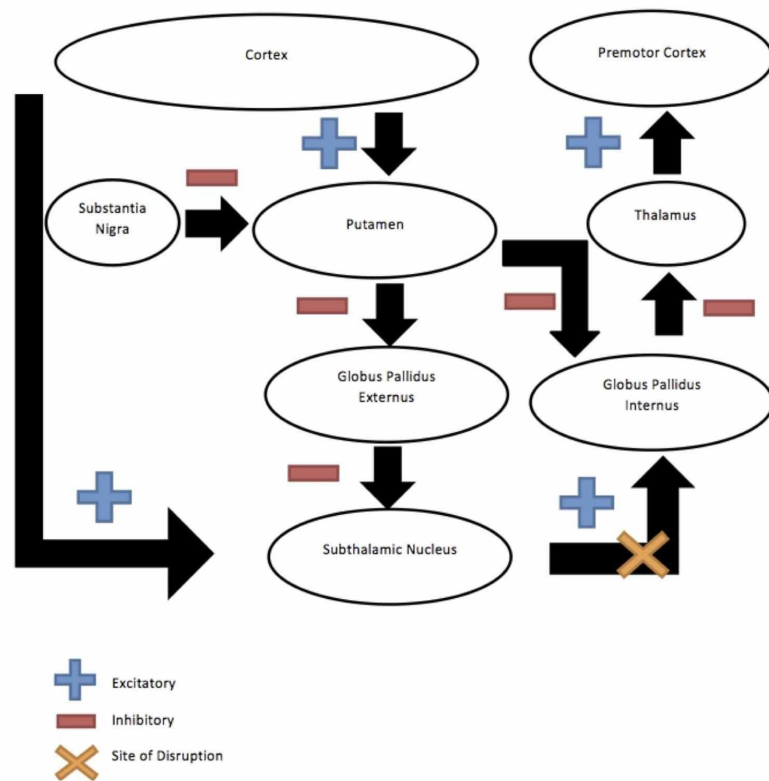 Cortex
Premotor Cortex
Substantia
Nigra
Putamen
Thalamus
Globus Pallidus
Externus
Globus Pallidus
Internus
Subthalamic Nucleus
Excitatory
Inhibitory
Site of Disruption